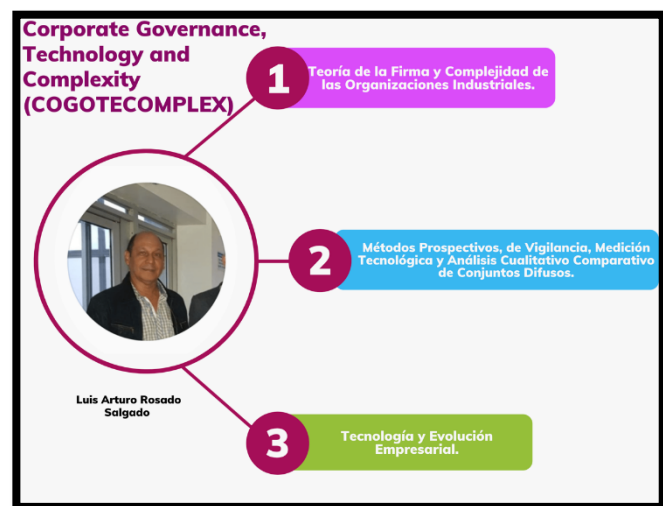 Corporate Governance,
Technology and
Complexity
(COGOTECOMPLEX)
1
Teoría de la Firma y Complejidad de
las Organizaciones Industriales.
2
Métodos Prospectivos, de Vigilancia, Medición
Tecnológica y Análisis Cualitativo Comparativo
de Conjuntos Difusos.
Luis Arturo Rosado
Salgado
3
Tecnología y Evolución
Empresarial.